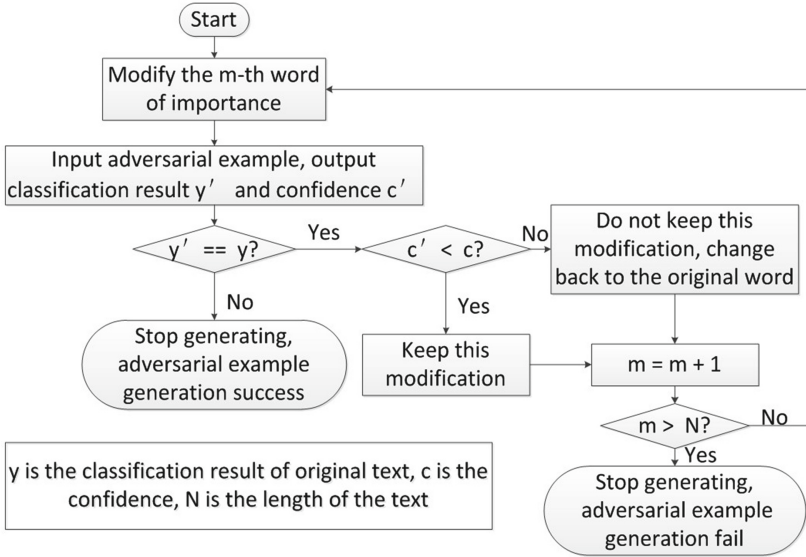 Start
Modify the m-th word
of importance
Input adversarial example, output
classification result y′ and confidence c′
y′ == y?
Yes
c′ < c?
No
Do not keep this
modification, change
back to the original word
No
Yes
Stop generating,
adversarial example
generation success
Keep this
modification
m = m + 1
m > N?
No
Yes
y is the classification result of original text, c is the
confidence, N is the length of the text
Stop generating,
adversarial example
generation fail